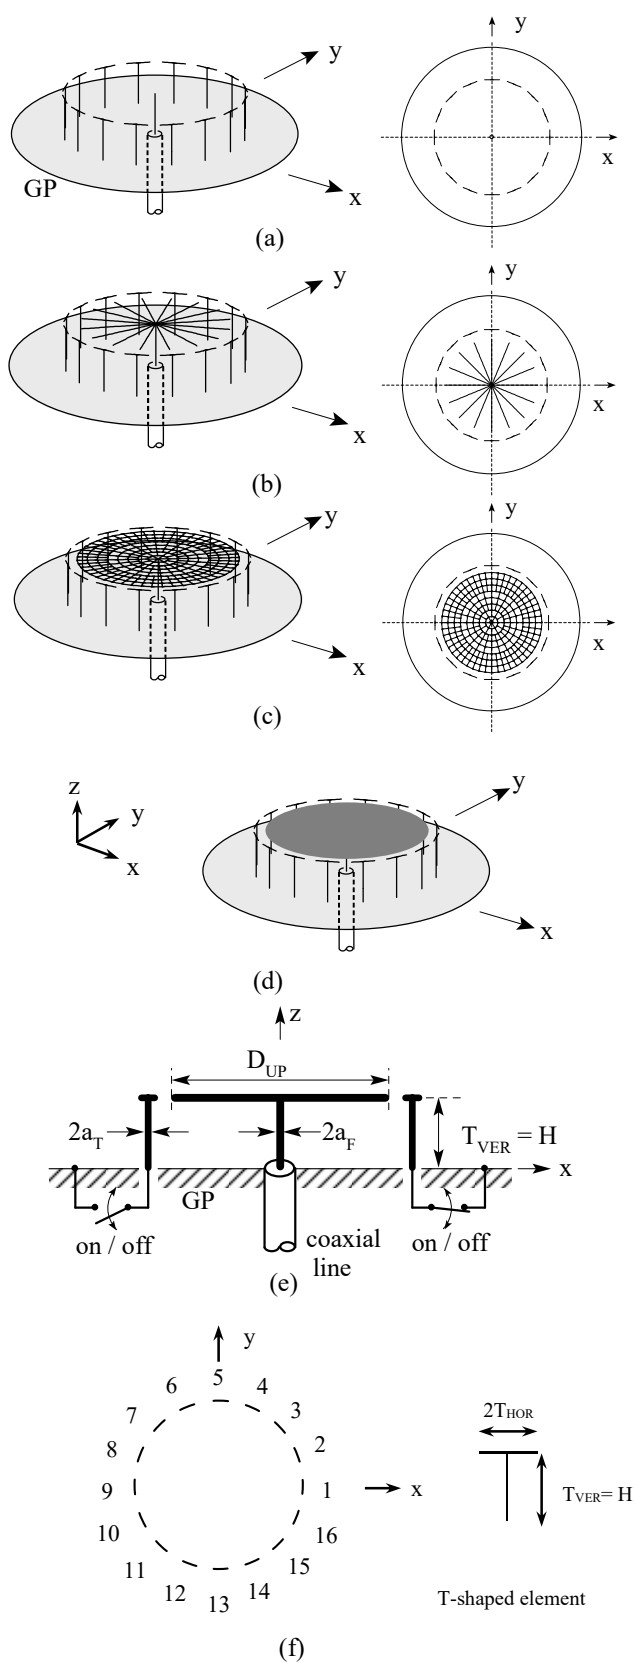 y
y
GP
x
x
(a)
y
y
x
x
(b)
y
y
x
x
(c)
z
y
x
y
x
(d)
z
D_UP
2a_T
2a_F
T_VER = H
x
GP
on / off
coaxial
line
on / off
(e)
y
5
6
4
7
3
8
2
9
1
x
10
16
11
15
12
14
13
2T_HOR
T_VER= H
T-shaped element
(f)